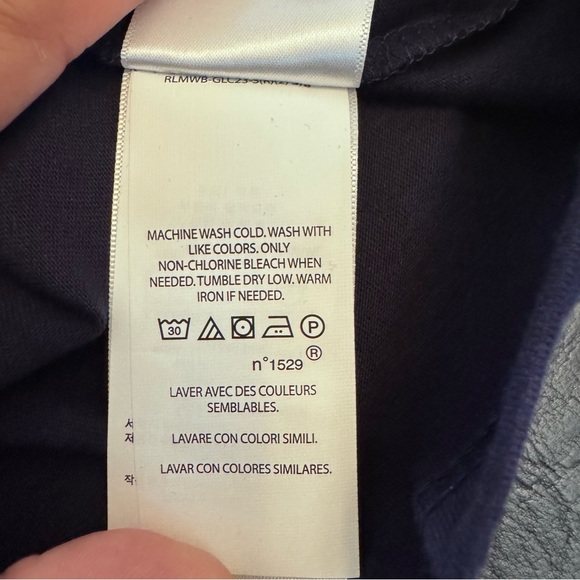 MACHINE WASH COLD. WASH WITH
LIKE COLORS. ONLY
NON-CHLORINE BLEACH WHEN
NEEDED. TUMBLE DRY LOW. WARM
IRON IF NEEDED.
30 P
n°1529 ®
LAVER AVEC DES COULEURS
SEMBLABLES.
LAVARE CON COLORI SIMILI.
LAVAR CON COLORES SIMILARES.